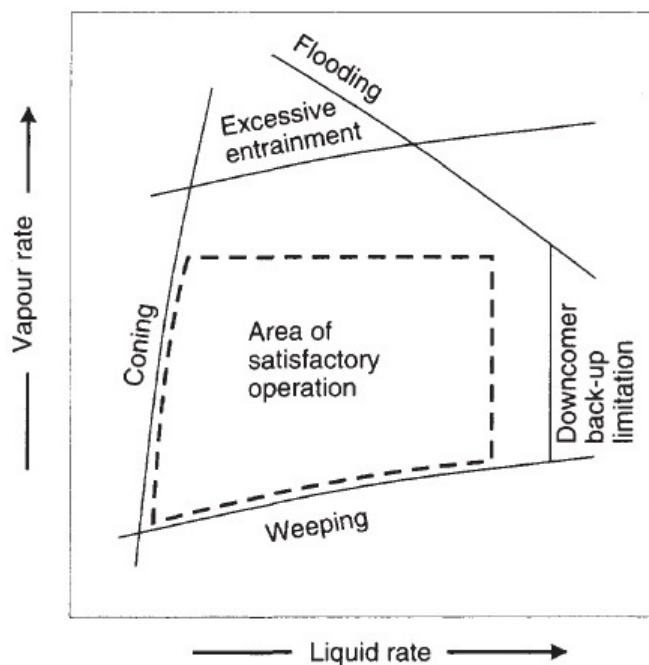 Flooding
Excessive
entrainment
Vapour rate
Coning
Area of
satisfactory
operation
Downcomer
back-up
limitation
Weeping
Liquid rate